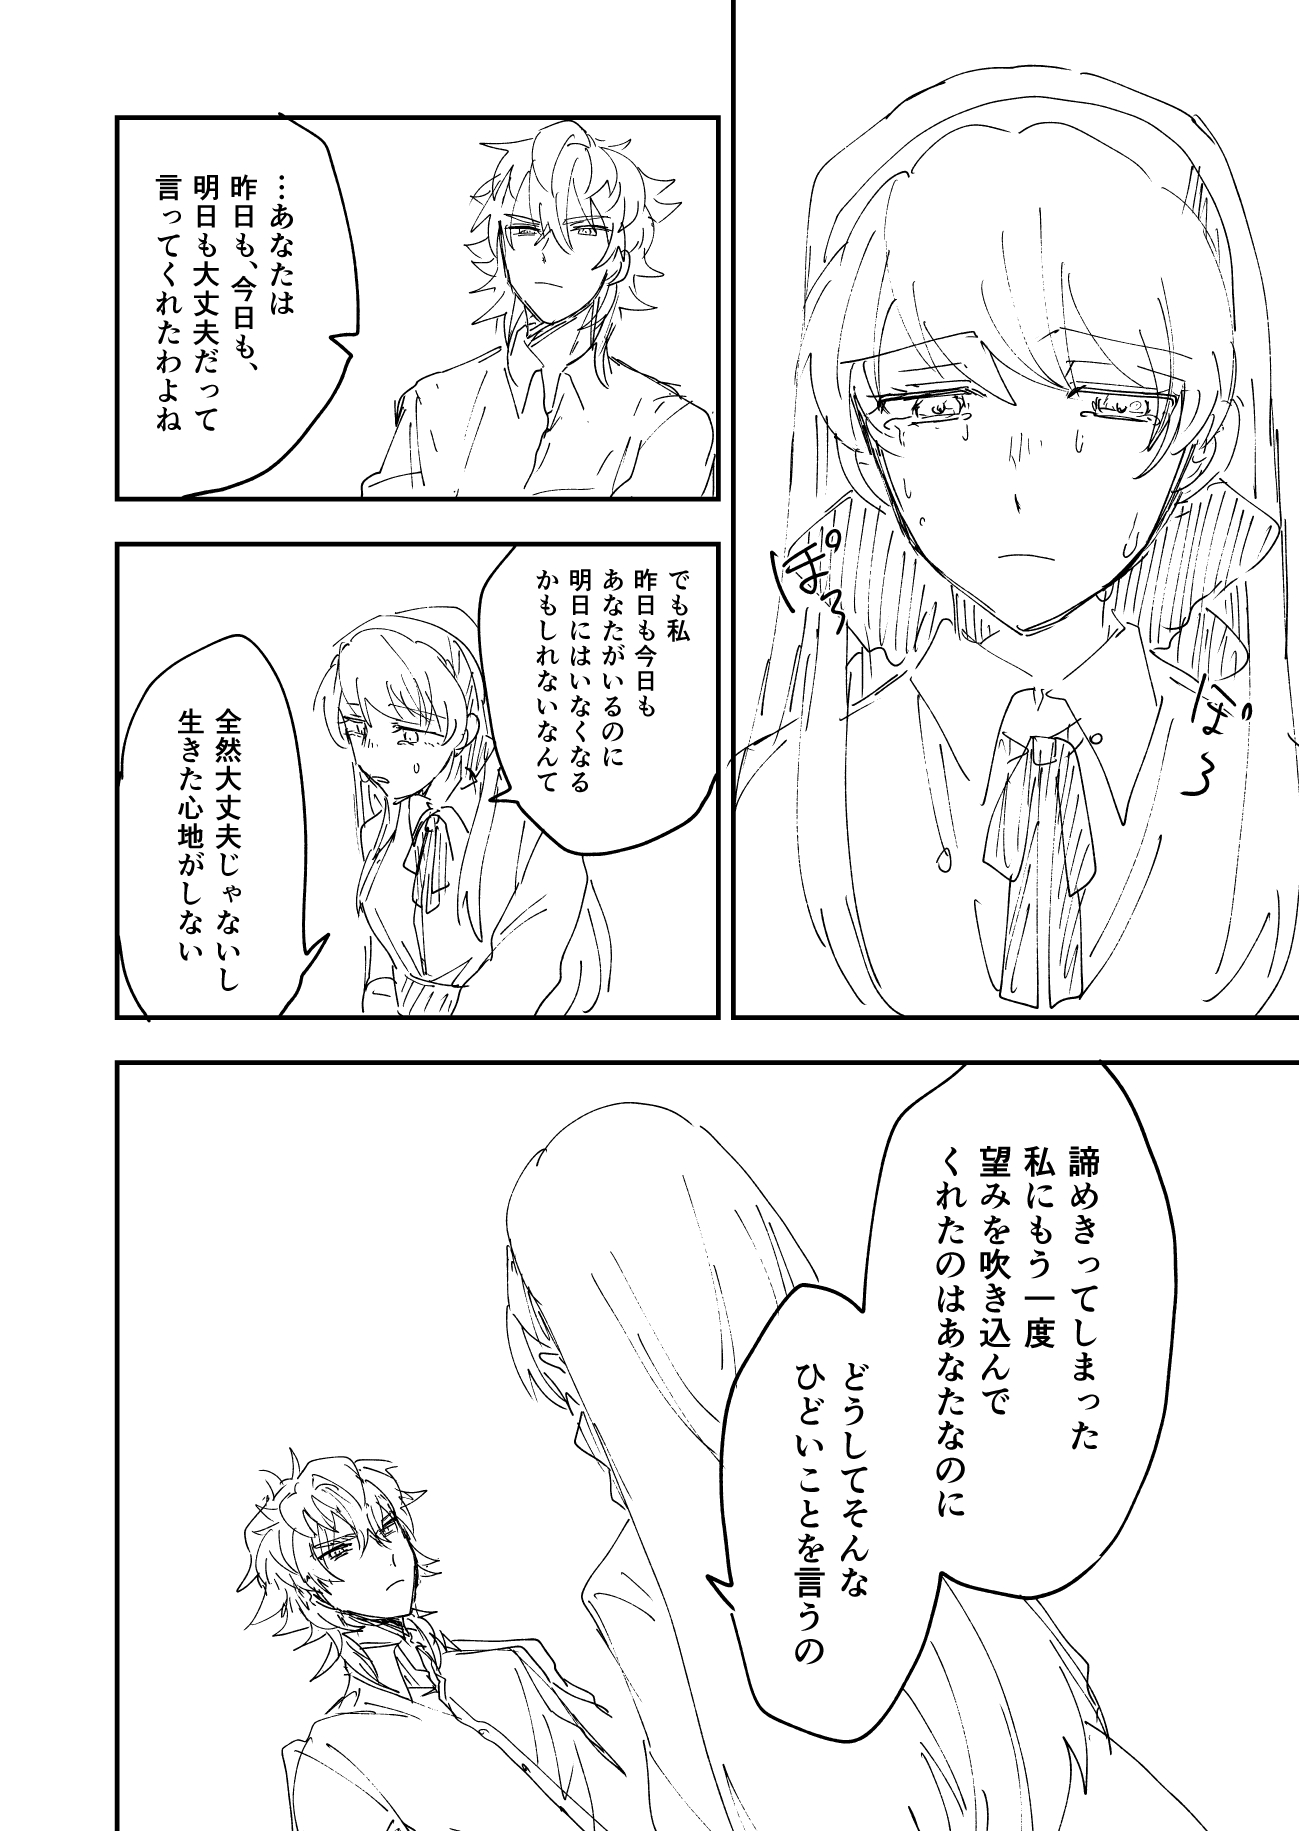 ぽろ
ぽろ
…あなたは
昨日も、今日も、
明日も大丈夫だって
言ってくれたわよね
でも私
昨日も今日も
あなたがいるのに
明日にはいなくなる
かもしれないなんて
全然大丈夫じゃないし
生きた心地がしない
諦めきってしまった
私にもう一度
望みを吹き込んで
くれたのはあなたなのに
どうしてそんな
ひどいことを言うの